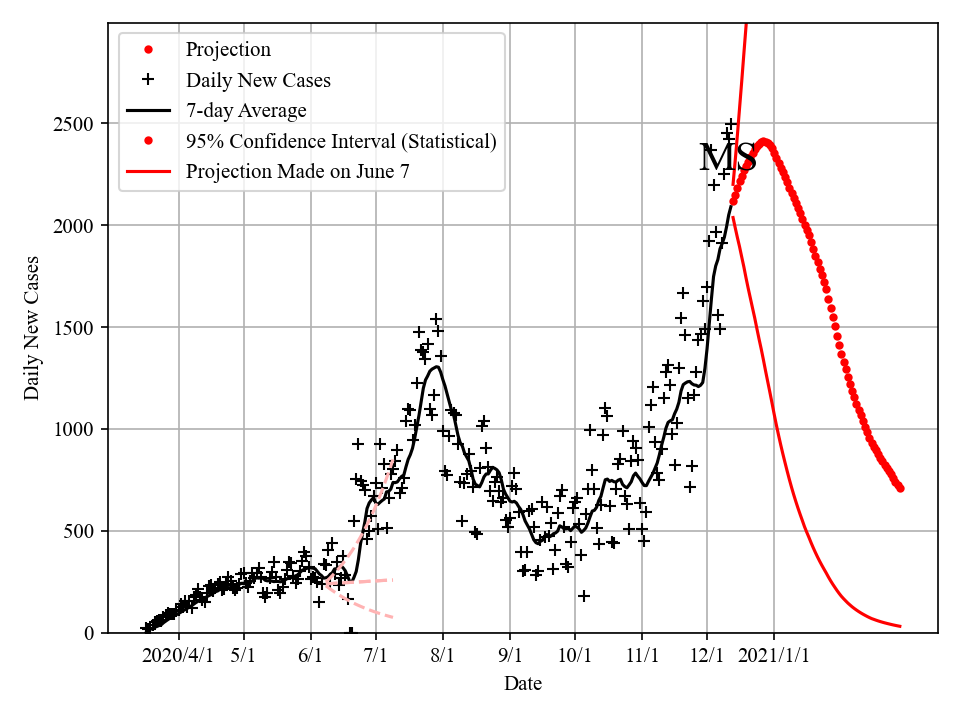 Projection
Daily New Cases
7-day Average
95% Confidence Interval (Statistical)
Projection Made on June 7
MS
Daily New Cases
2500
2000
1500
1000
500
0
2020/4/1 5/1 6/1 7/1 8/1 9/1 10/1 11/1 12/1 2021/1/1
Date